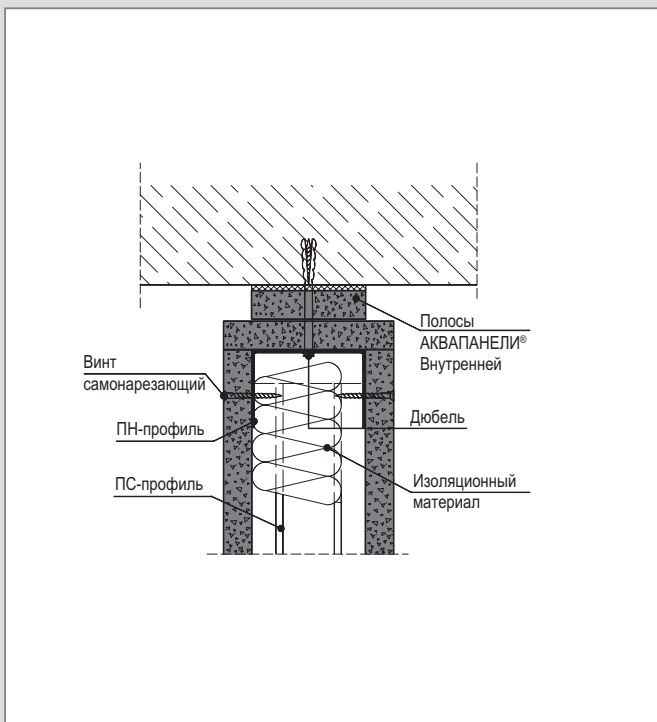 Полосы
АКВАПАНЕЛИ®
Внутренней
Винт
самонарезающий
Дюбель
ПН-профиль
Изоляционный
материал
ПС-профиль